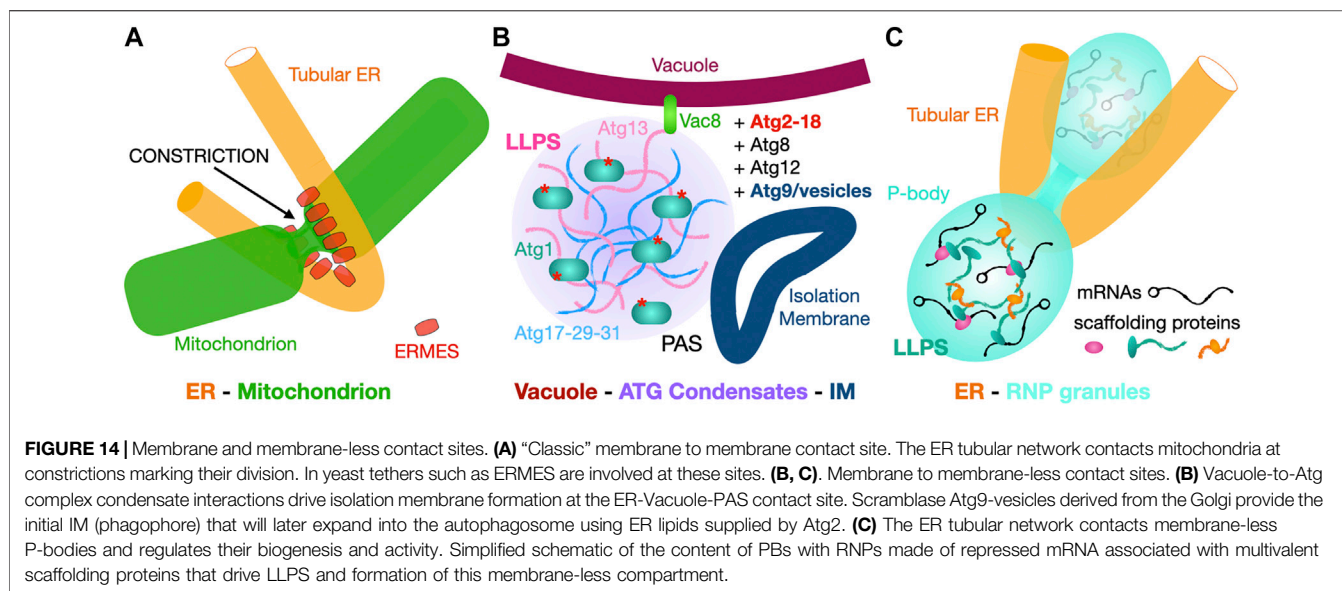 A
Tubular ER
CONSTRICTION
Mitochondrion
ERMES
ER - Mitochondrion
B
Vacuole
Vac8
Atg13
LLPS
+ Atg2-18
+ Atg8
+ Atg12
+ Atg9/vesicles
Atg1
Isolation
Membrane
Atg17-29-31
PAS
Vacuole - ATG Condensates - IM
C
Tubular ER
P-body
mRNAs
scaffolding proteins
LLPS
ER - RNP granules
FIGURE 14 | Membrane and membrane-less contact sites. (A) “Classic” membrane to membrane contact site. The ER tubular network contacts mitochondria at
constrictions marking their division. In yeast tethers such as ERMES are involved at these sites. (B, C). Membrane to membrane-less contact sites. (B) Vacuole-to-Atg
complex condensate interactions drive isolation membrane formation at the ER-Vacuole-PAS contact site. Scramblase Atg9-vesicles derived from the Golgi provide the
initial IM (phagophore) that will later expand into the autophagosome using ER lipids supplied by Atg2. (C) The ER tubular network contacts membrane-less
P-bodies and regulates their biogenesis and activity. Simplified schematic of the content of PBs with RNPs made of repressed mRNA associated with multivalent
scaffolding proteins that drive LLPS and formation of this membrane-less compartment.